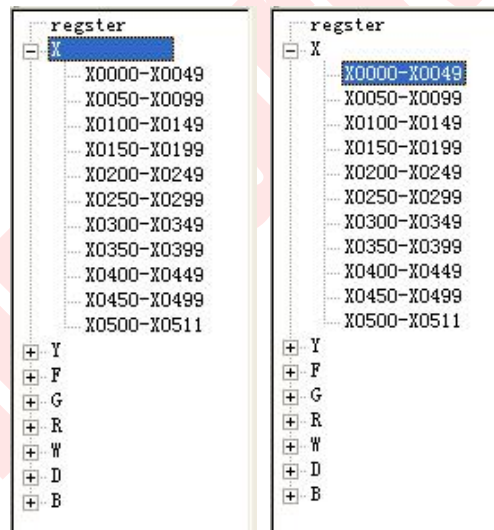 regster
X
X0000-X0049
X0050-X0099
X0100-X0149
X0150-X0199
X0200-X0249
X0250-X0299
X0300-X0349
X0350-X0399
X0400-X0449
X0450-X0499
X0500-X0511
Y
F
G
R
W
D
B
regster
X
X0000-X0049
X0050-X0099
X0100-X0149
X0150-X0199
X0200-X0249
X0250-X0299
X0300-X0349
X0350-X0399
X0400-X0449
X0450-X0499
X0500-X0511
Y
F
G
R
W
D
B